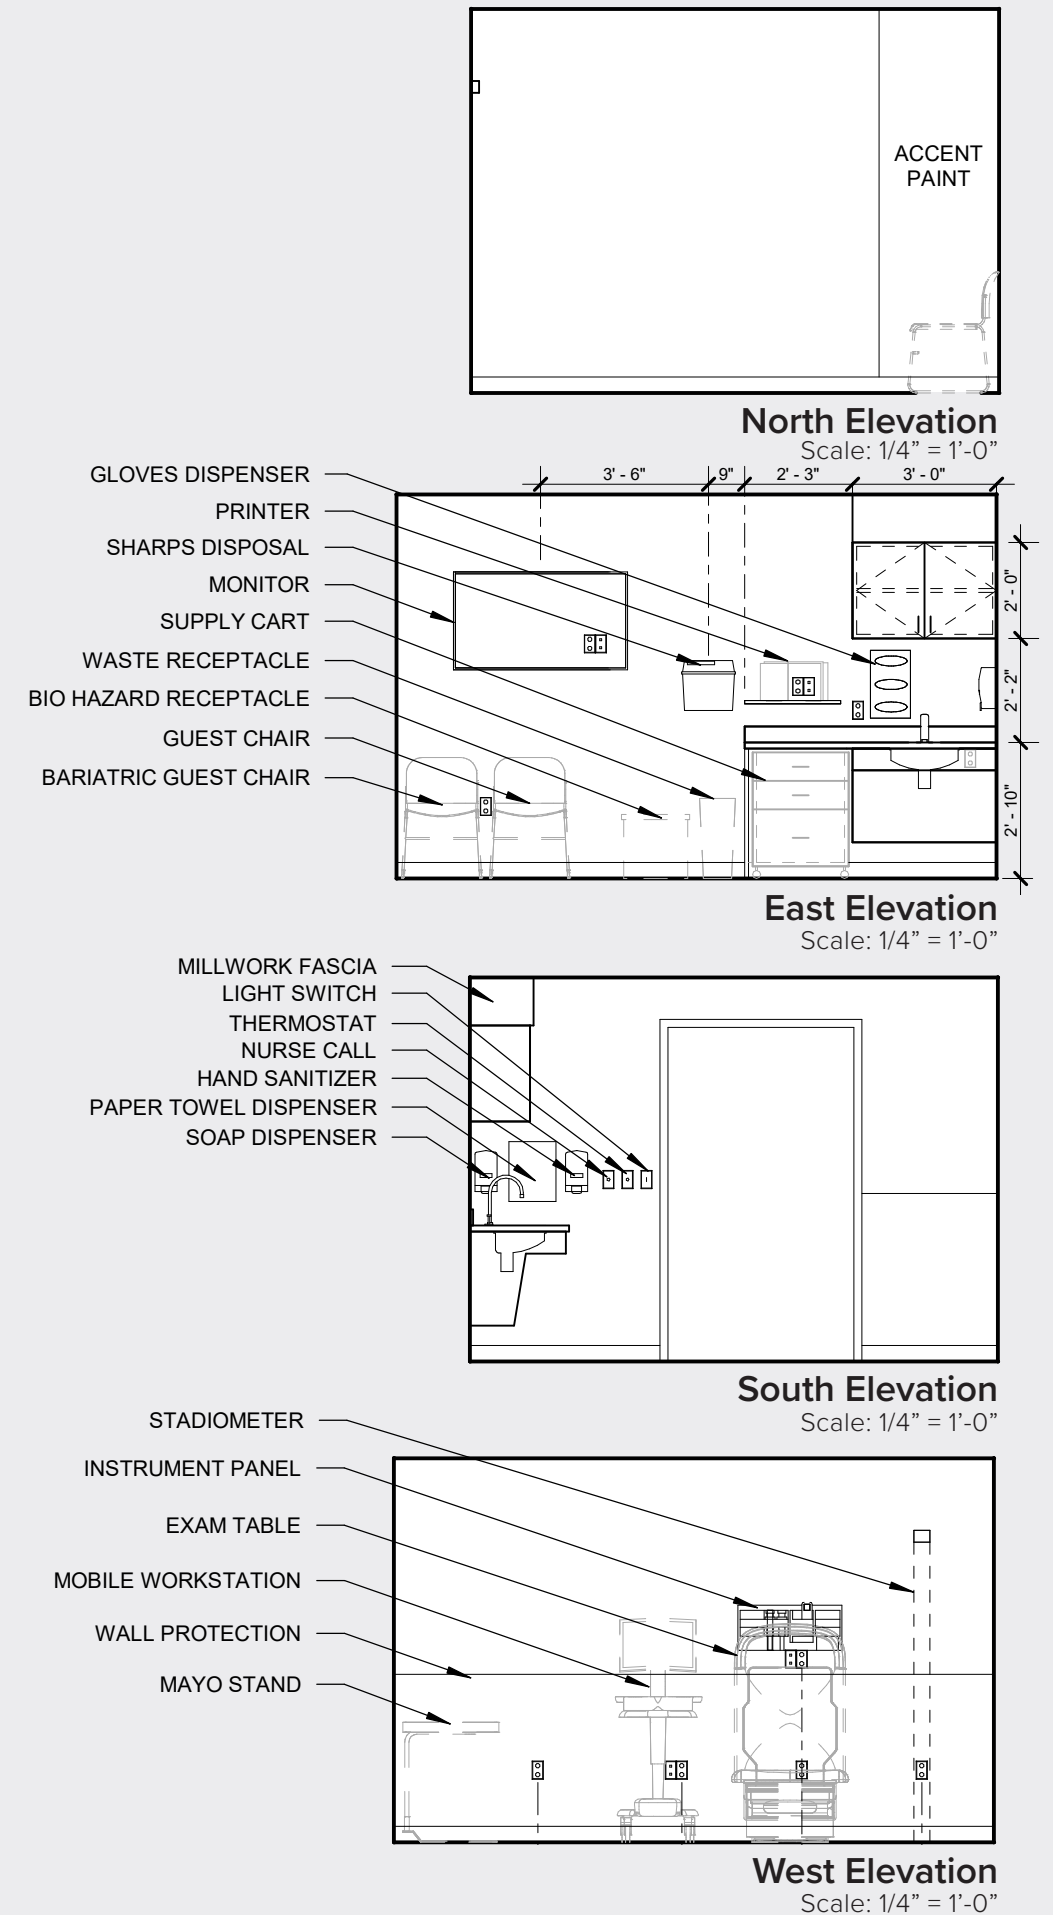 ACCENT
PAINT
North Elevation
Scale: 1/4” = 1’-0”
3' - 6"
9"
2' - 3"
3' - 0"
GLOVES DISPENSER
PRINTER
SHARPS DISPOSAL
MONITOR
SUPPLY CART
WASTE RECEPTACLE
BIO HAZARD RECEPTACLE
GUEST CHAIR
BARIATRIC GUEST CHAIR
2' - 0"
2' - 2"
2' - 10"
East Elevation
Scale: 1/4” = 1’-0”
MILLWORK FASCIA
LIGHT SWITCH
THERMOSTAT
NURSE CALL
HAND SANITIZER
PAPER TOWEL DISPENSER
SOAP DISPENSER
South Elevation
Scale: 1/4” = 1’-0”
STADIOMETER
INSTRUMENT PANEL
EXAM TABLE
MOBILE WORKSTATION
WALL PROTECTION
MAYO STAND
West Elevation
Scale: 1/4” = 1’-0”